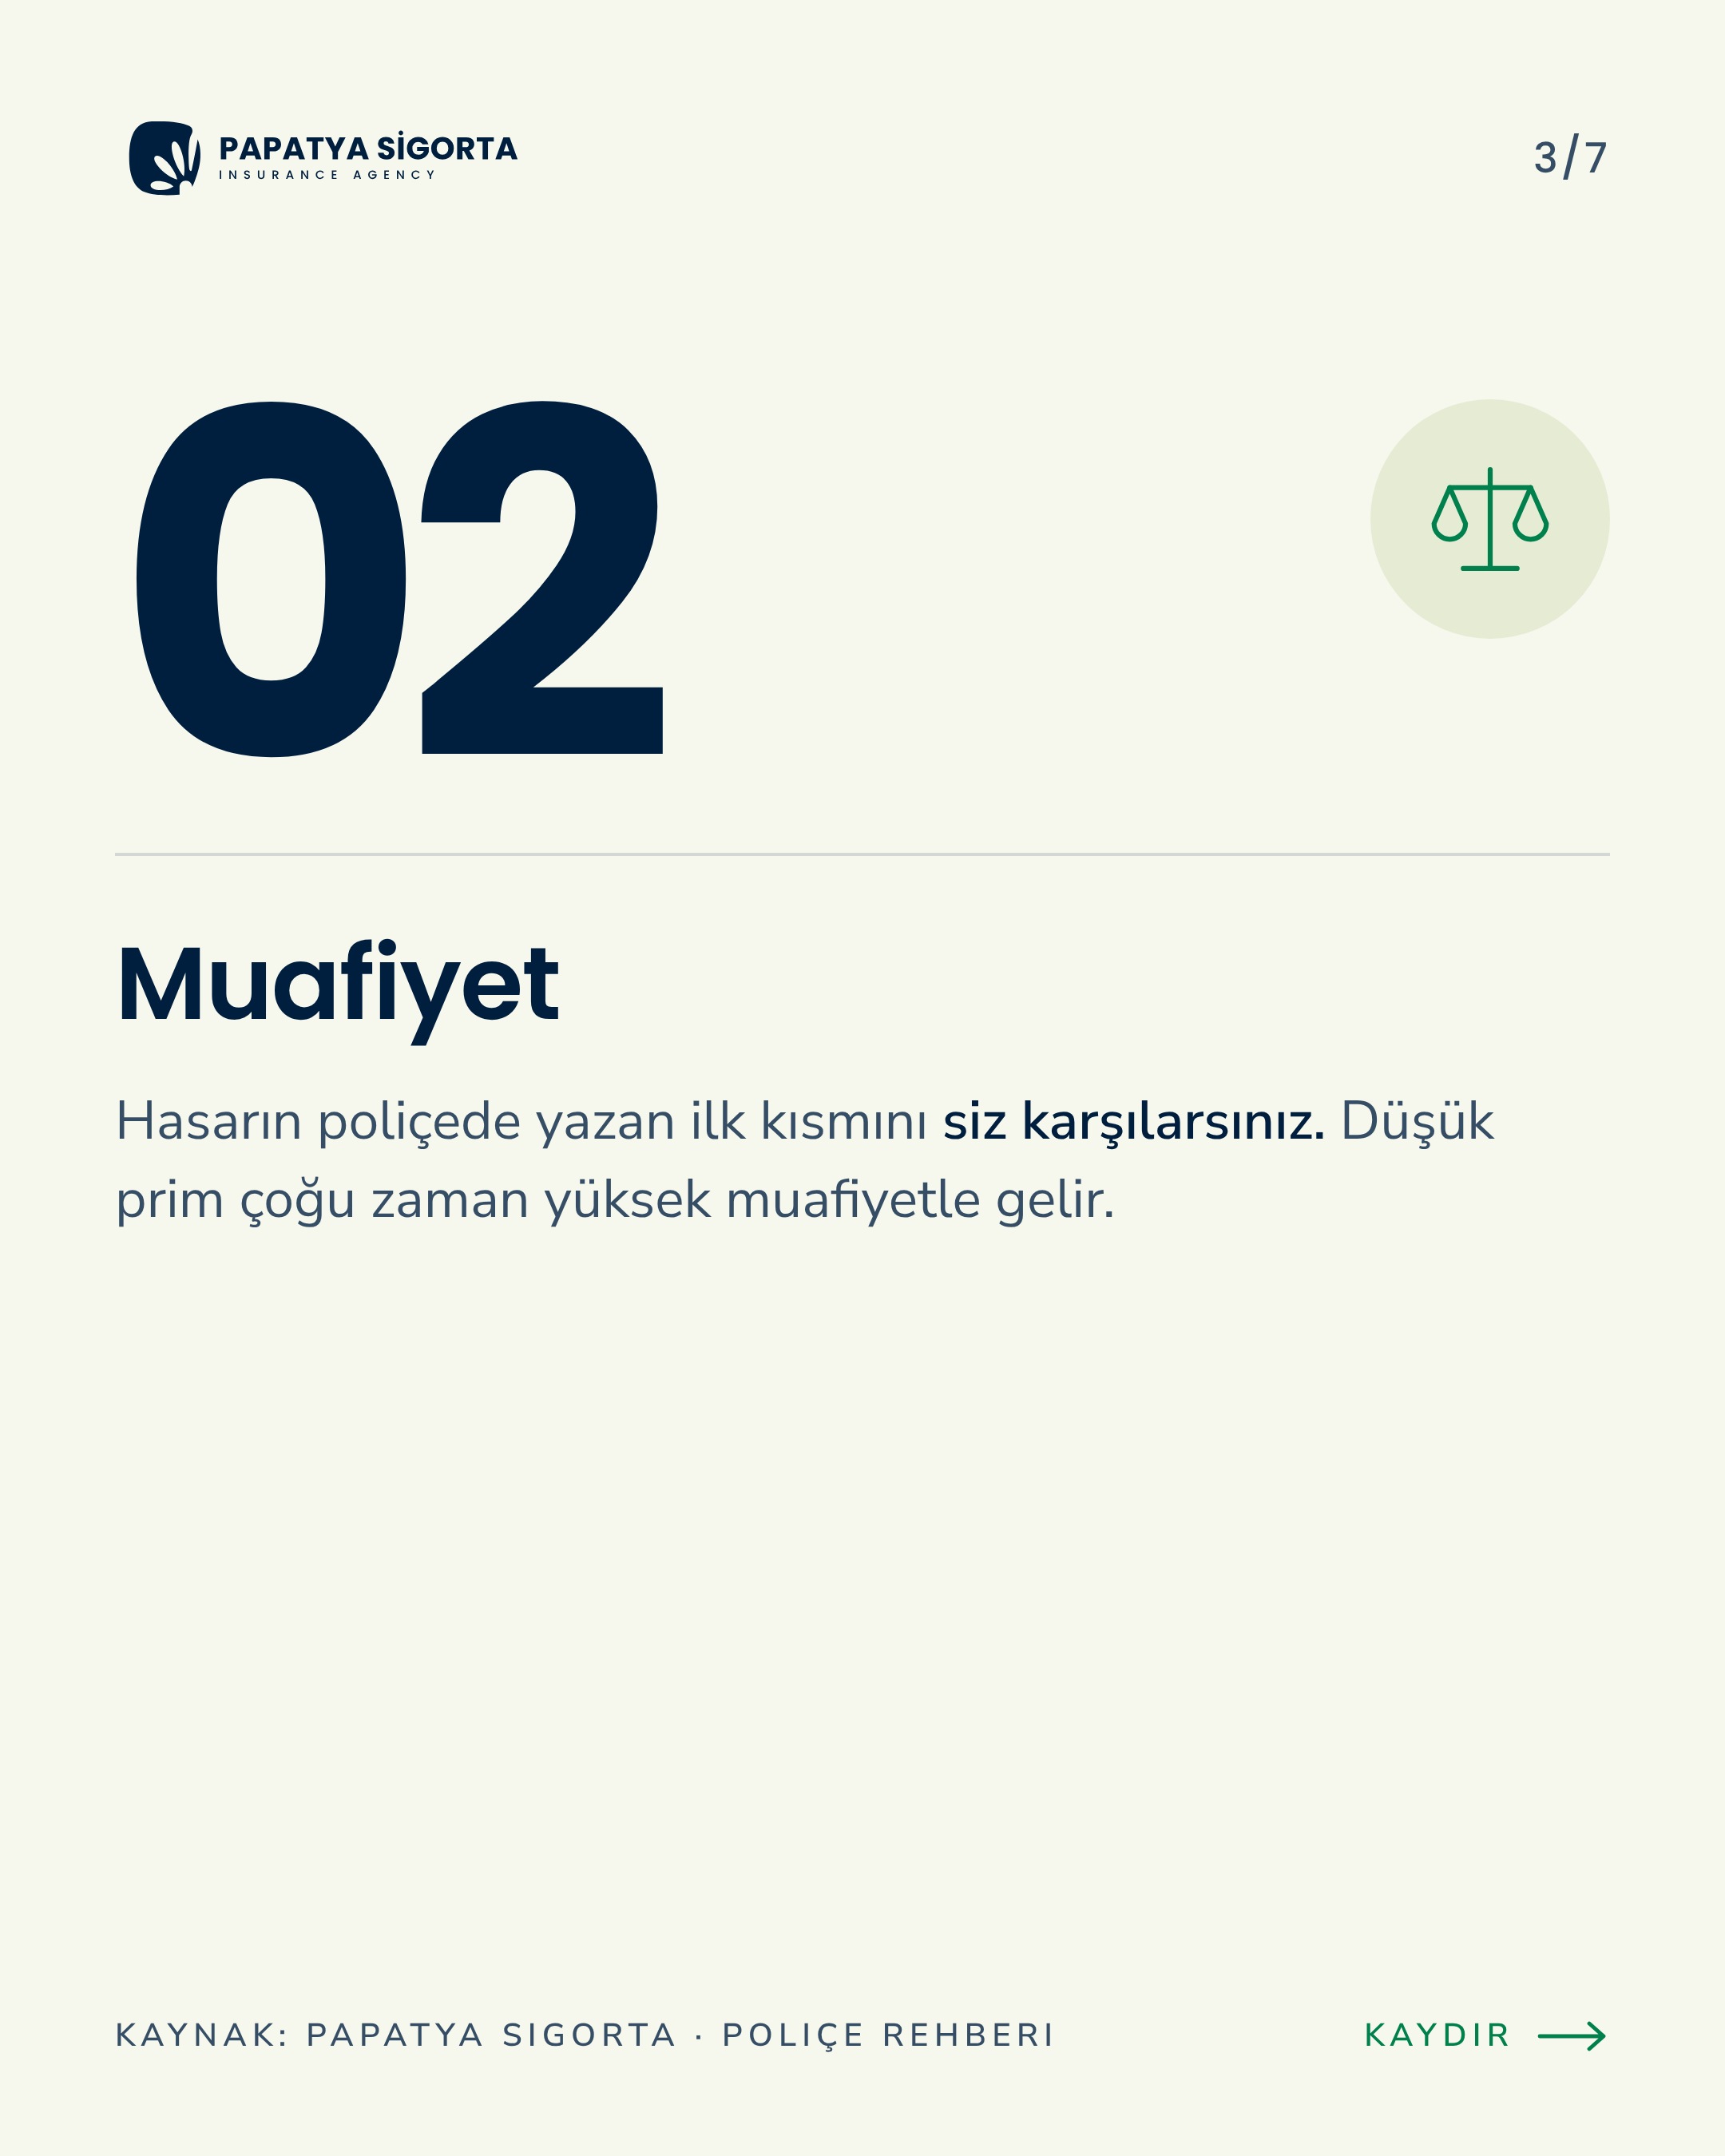 PAPATYA SİGORTA
INSURANCE AGENCY
3/7
02
Muafiyet
Hasarın poliçede yazan ilk kısmını siz karşılarsınız. Düşük
prim çoğu zaman yüksek muafiyetle gelir.
KAYNAK: PAPATYA SIGORTA · POLIÇE REHBERI
KAYDIR →